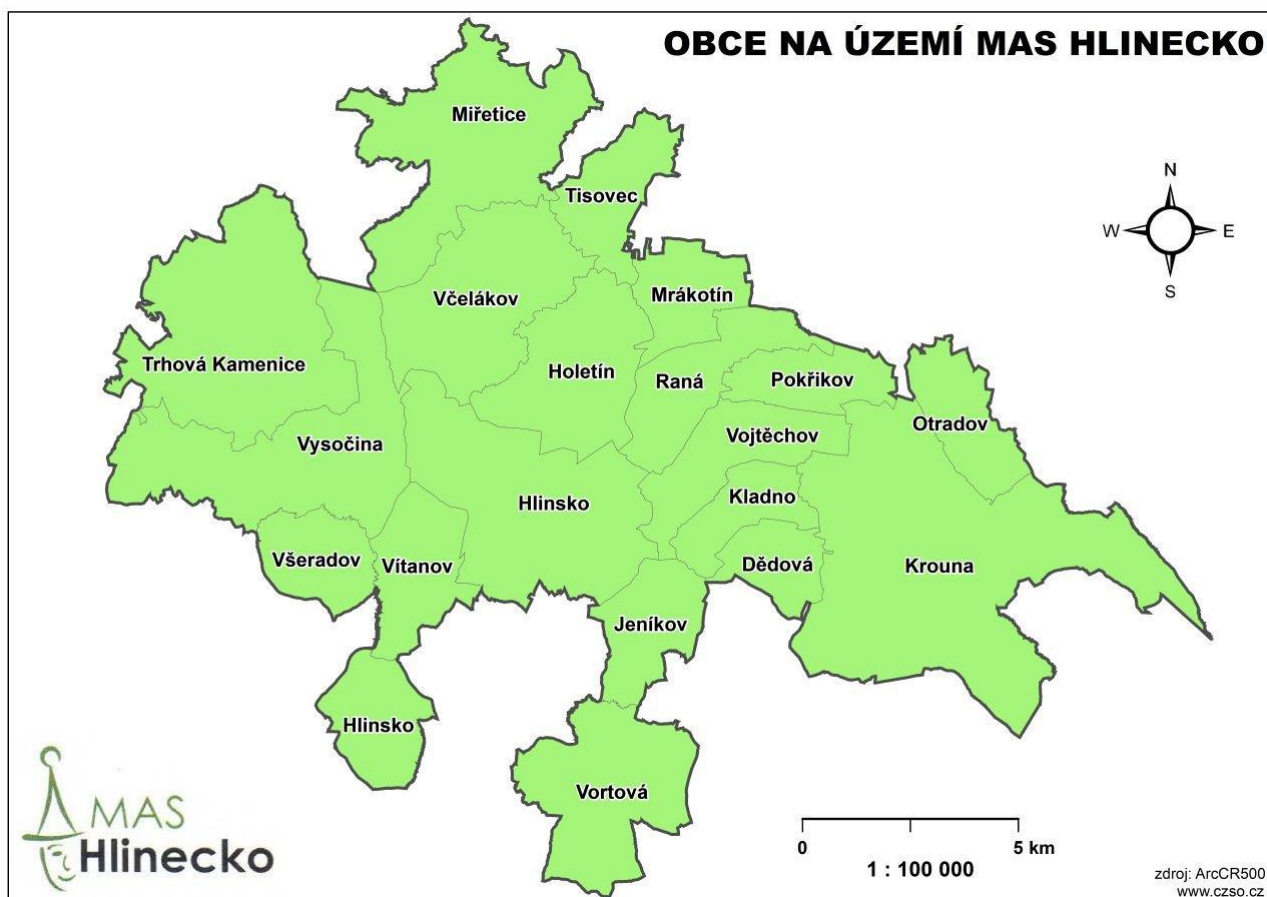 OBCE NA ÚZEMÍ MAS HLINECKO
Miřetice
Tisovec
N
W
E
S
Včelákov
Mrákotín
Trhová Kamenice
Holetín
Raná
Pokřikov
Otradov
Vysočina
Vojtěchov
Hlinsko
Kladno
Všeradov
Vítanov
Dědová
Krouna
Jeníkov
Hlinsko
Vortová
MAS
Hlinecko
0
5 km
1 : 100 000
zdroj: ArcCR500
www.czso.cz